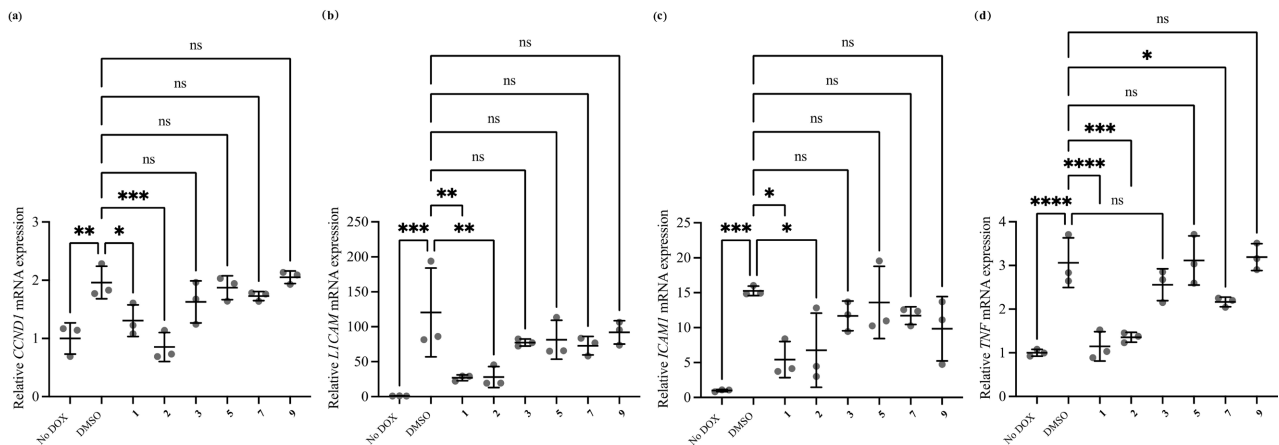 (a)
ns
ns
ns
ns
***
**
*
Relative CCND1 mRNA expression
3
2
1
0
No DOX
DMSO
1
2
3
5
7
9
(b)
ns
ns
ns
ns
**
***
**
Relative L1CAM mRNA expression
250
200
150
100
50
0
No DOX
DMSO
1
2
3
5
7
9
(c)
ns
ns
ns
ns
*
***
*
Relative ICAM1 mRNA expression
25
20
15
10
5
0
No DOX
DMSO
1
2
3
5
7
9
(d)
ns
*
ns
***
****
****
ns
Relative TNF mRNA expression
4
3
2
1
0
No DOX
DMSO
1
2
3
5
7
9